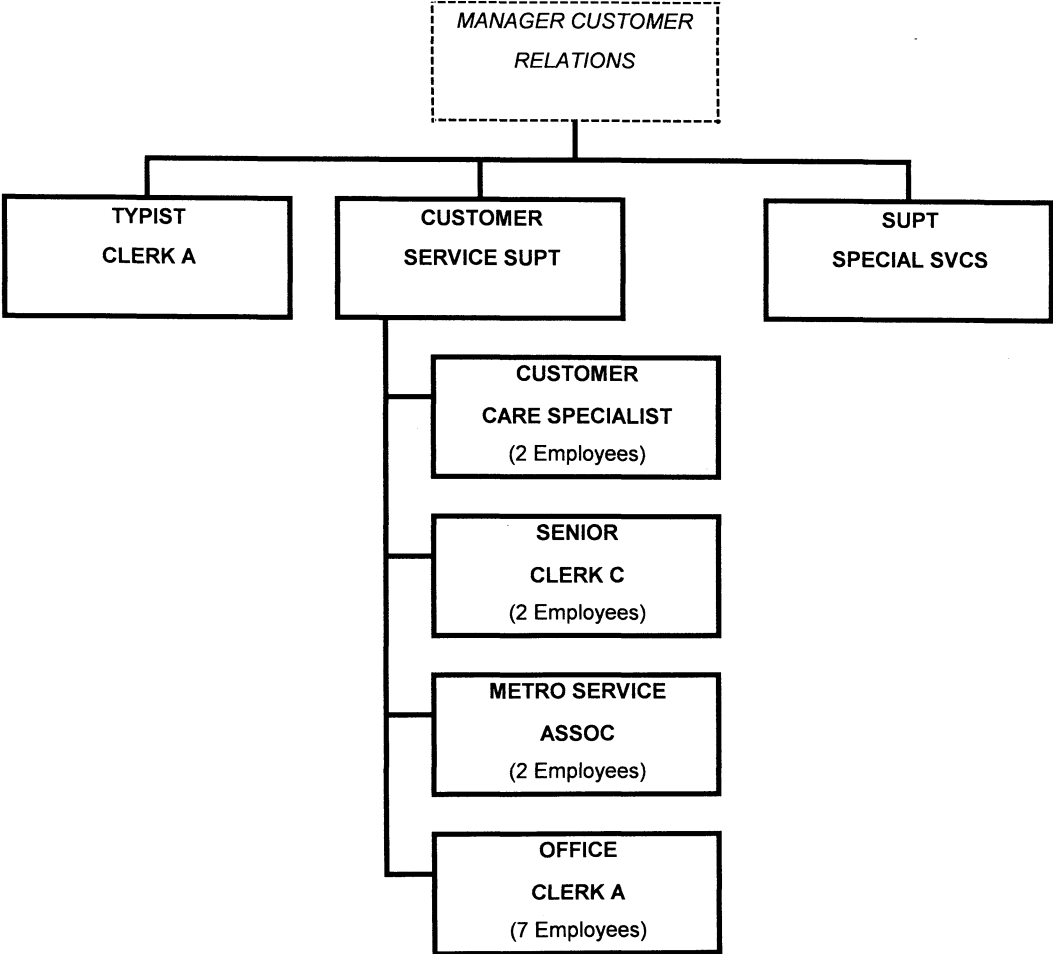 MANAGER CUSTOMER
RELATIONS
TYPIST
CLERK A
CUSTOMER
SERVICE SUPT
SUPT
SPECIAL SVCS
CUSTOMER
CARE SPECIALIST
(2 Employees)
SENIOR
CLERK C
(2 Employees)
METRO SERVICE
ASSOC
(2 Employees)
OFFICE
CLERK A
(7 Employees)